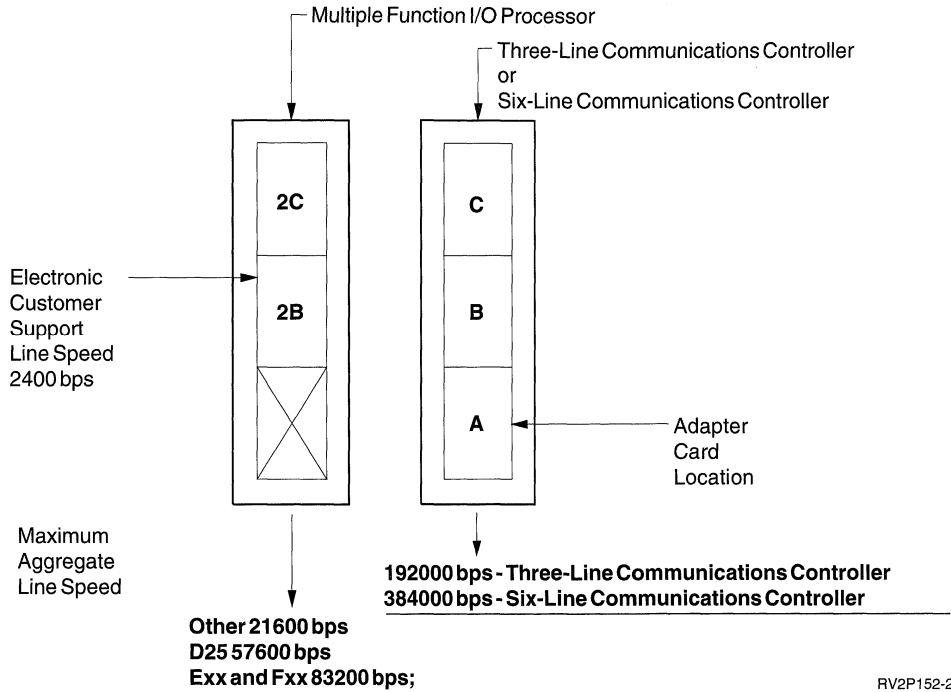 Multiple Function I/O Processor
Three-Line Communications Controller
or
Six-Line Communications Controller
2C
C
Electronic
Customer
Support
Line Speed
2400 bps
2B
B
A
Adapter
Card
Location
Maximum
Aggregate
Line Speed
192000 bps - Three-Line Communications Controller
384000 bps - Six-Line Communications Controller
Other 21600 bps
D25 57600 bps
Exx and Fxx 83200 bps;
RV2P152-2